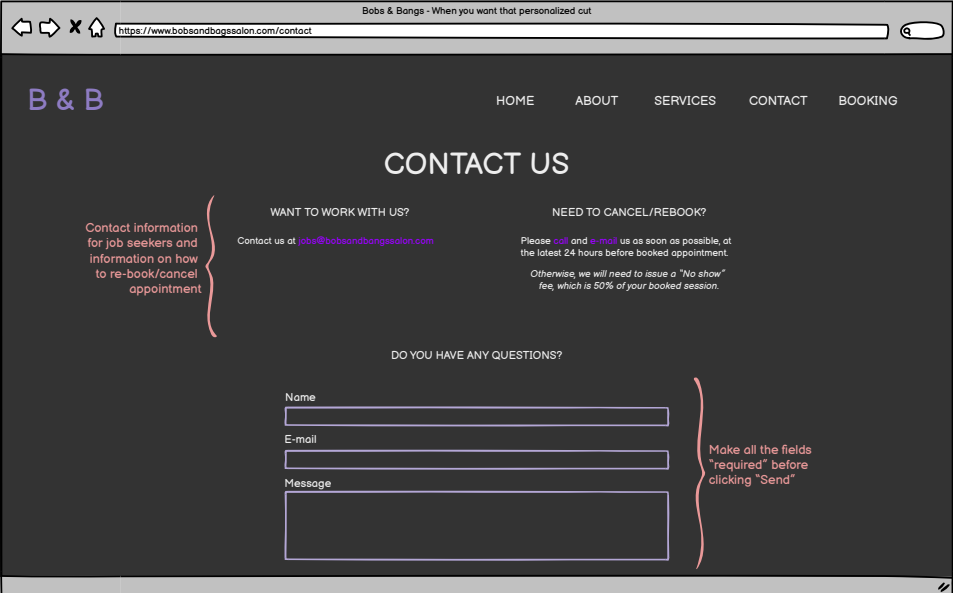 Bobs & Bangs - When you want that personalized cut
https://www.bobsandbagssalon.com/contact
B & B
HOME
ABOUT
SERVICES
CONTACT
BOOKING
CONTACT US
Contact information
for job seekers and
information on how
to re-book/cancel
appointment
WANT TO WORK WITH US?
Contact us at jobs@bobsandbangssalon.com
NEED TO CANCEL/REBOOK?
Please call and e-mail us as soon as possible, at
the latest 24 hours before booked appointment.
Otherwise, we will need to issue a "No show"
fee, which is 50% of your booked session.
DO YOU HAVE ANY QUESTIONS?
Name
E-mail
Message
Make all the fields
"required" before
clicking "Send"